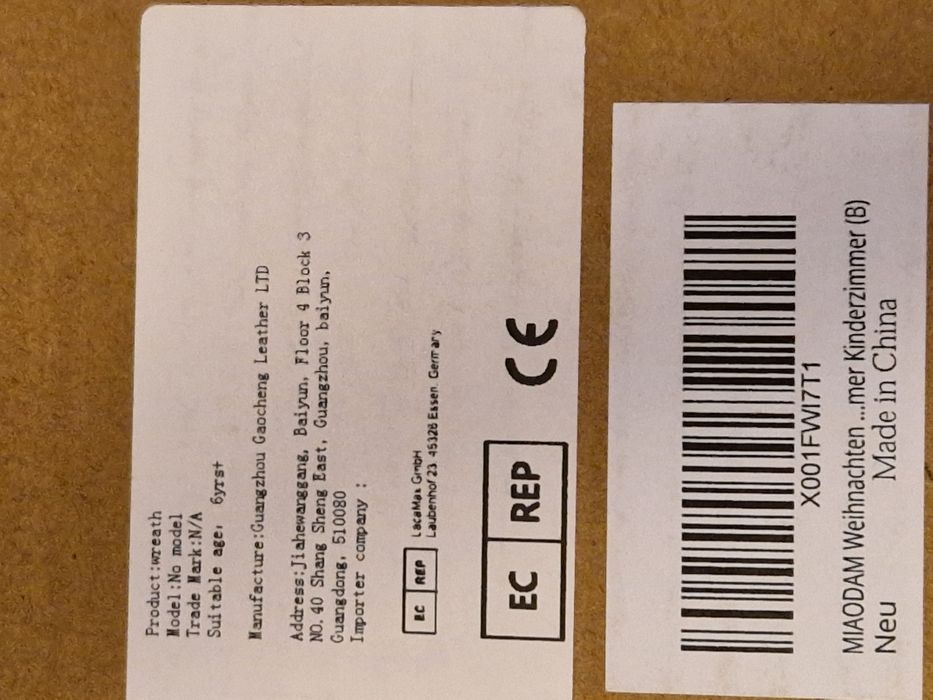 Product:wreath
Model:No model
Trade Mark:N/A
Suitable age: 6yrs+
Manufacture:Guangzhou Gaocheng Leather LTD
Address:Jiahewanggang, Baiyun, Floor 4 Block 3
NO.40 Shang Sheng East, Guangzhou, baiyun,
Guangdong, 510080
Importer company :
EC REP
LacaMax GmbH
Laubenhof 23 45326 Essen. Germany
EC REP CE
X001FWI7T1
MIAODAM Weihnachten ...mer Kinderzimmer (B)
Neu Made in China